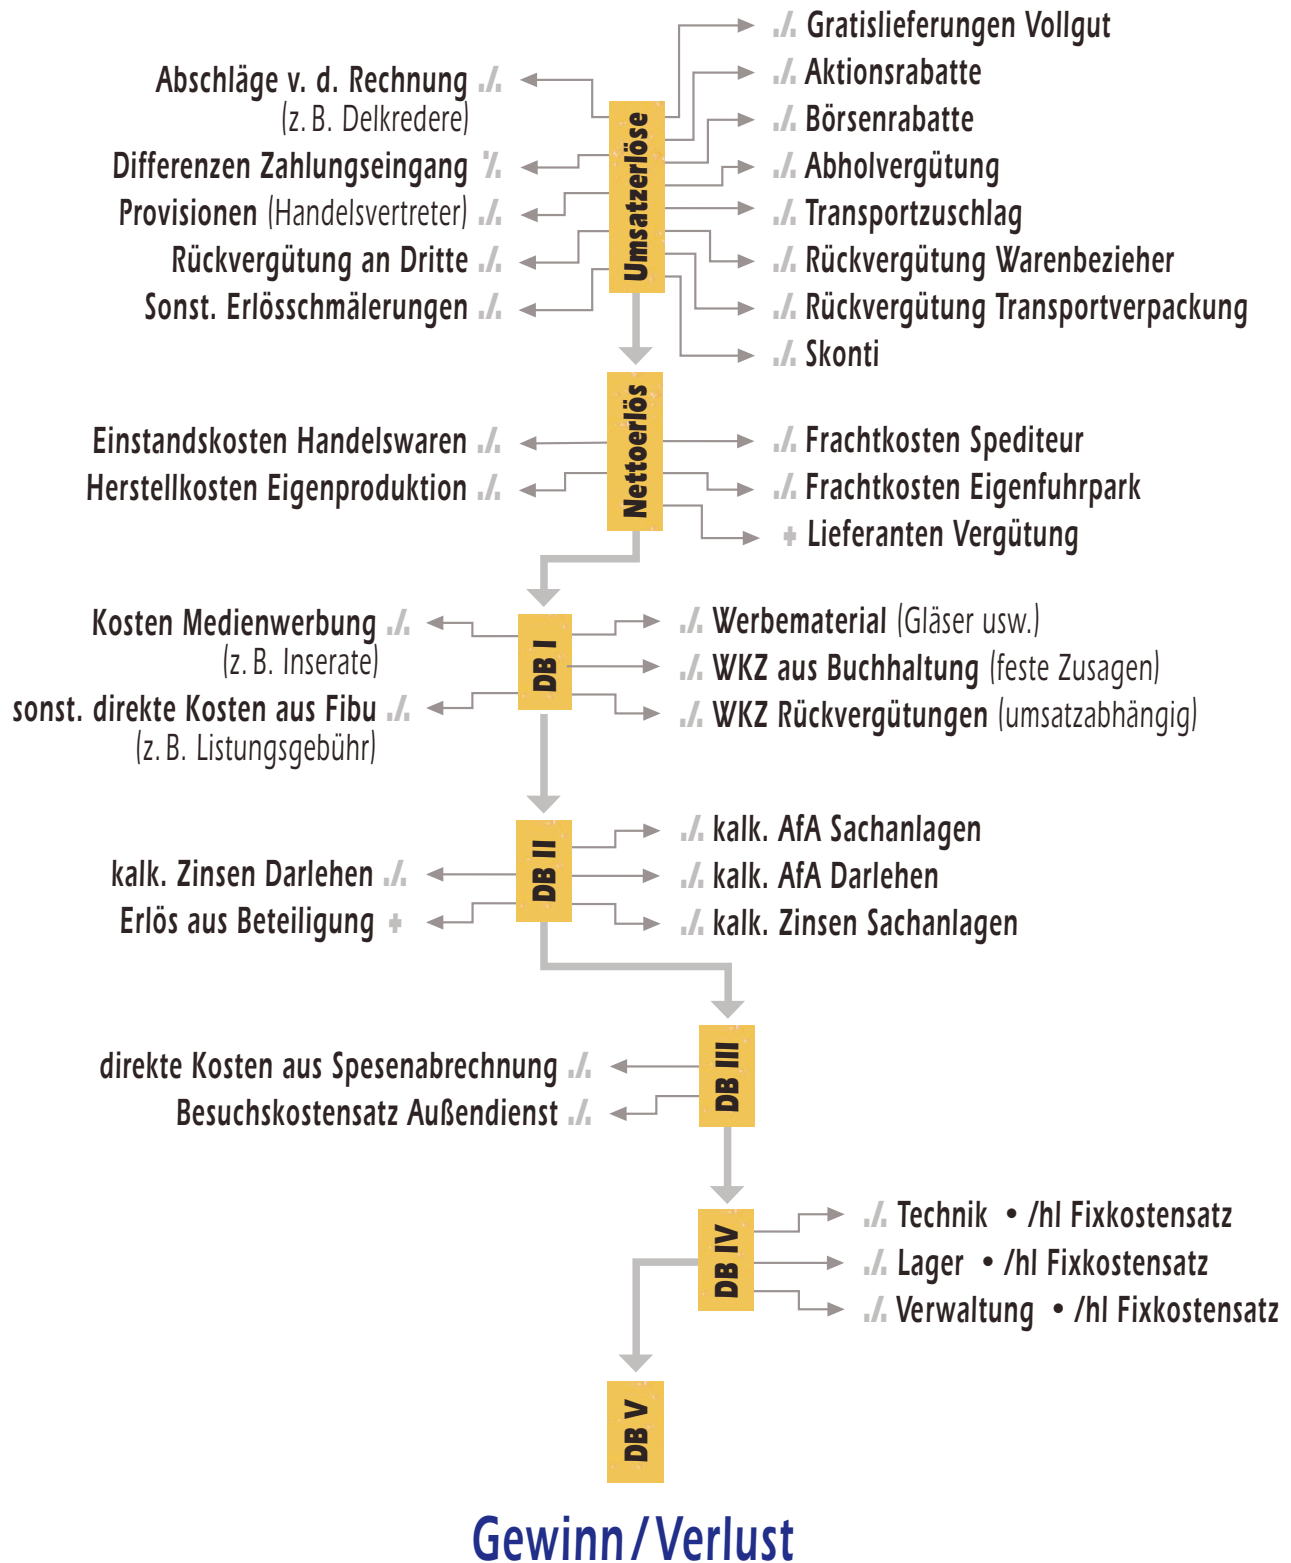 ./. Gratislieferungen Vollgut
Abschläge v. d. Rechnung ./.
(z. B. Delkredere)
./. Aktionsrabatte
./. Börsenrabatte
Umsatzerlöse
Differenzen Zahlungseingang ./.
./. Abholvergütung
Provisionen (Handelsvertreter) ./.
./. Transportzuschlag
Rückvergütung an Dritte ./.
./. Rückvergütung Warenbezieher
Sonst. Erlösschmälerungen ./.
./. Rückvergütung Transportverpackung
./. Skonti
Nettoerlös
Einstandskosten Handelswaren ./.
./. Frachtkosten Spediteur
Herstellkosten Eigenproduktion ./.
./. Frachtkosten Eigenfuhrpark
+ Lieferanten Vergütung
DB I
Kosten Medienwerbung ./.
(z. B. Inserate)
./. Werbematerial (Gläser usw.)
./. WKZ aus Buchhaltung (feste Zusagen)
sonst. direkte Kosten aus Fibu ./.
(z. B. Listungsgebühr)
./. WKZ Rückvergütungen (umsatzabhängig)
DB II
./. kalk. AfA Sachanlagen
kalk. Zinsen Darlehen ./.
./. kalk. AfA Darlehen
Erlös aus Beteiligung +
./. kalk. Zinsen Sachanlagen
DB III
direkte Kosten aus Spesenabrechnung ./.
Besuchskostensatz Außendienst ./.
DB IV
./. Technik • /hl Fixkostensatz
./. Lager • /hl Fixkostensatz
./. Verwaltung • /hl Fixkostensatz
DB V
Gewinn / Verlust